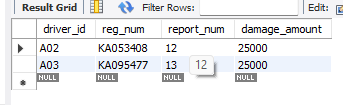 Result Grid Filter Rows: Edit:
driver_id reg_num report_num damage_amount
A02 KA053408 12 25000
A03 KA095477 13 25000
12
NULL NULL NULL NULL